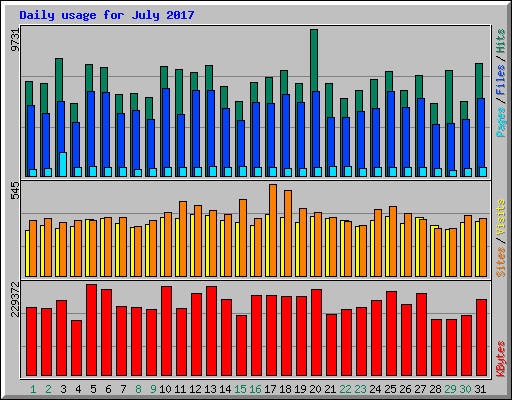 Daily usage for July 2017
9731
Pages / Files / Hits
545
Sites / Visits
229372
KBytes
1 2 3 4 5 6 7 8 9 10 11 12 13 14 15 16 17 18 19 20 21 22 23 24 25 26 27 28 29 30 31